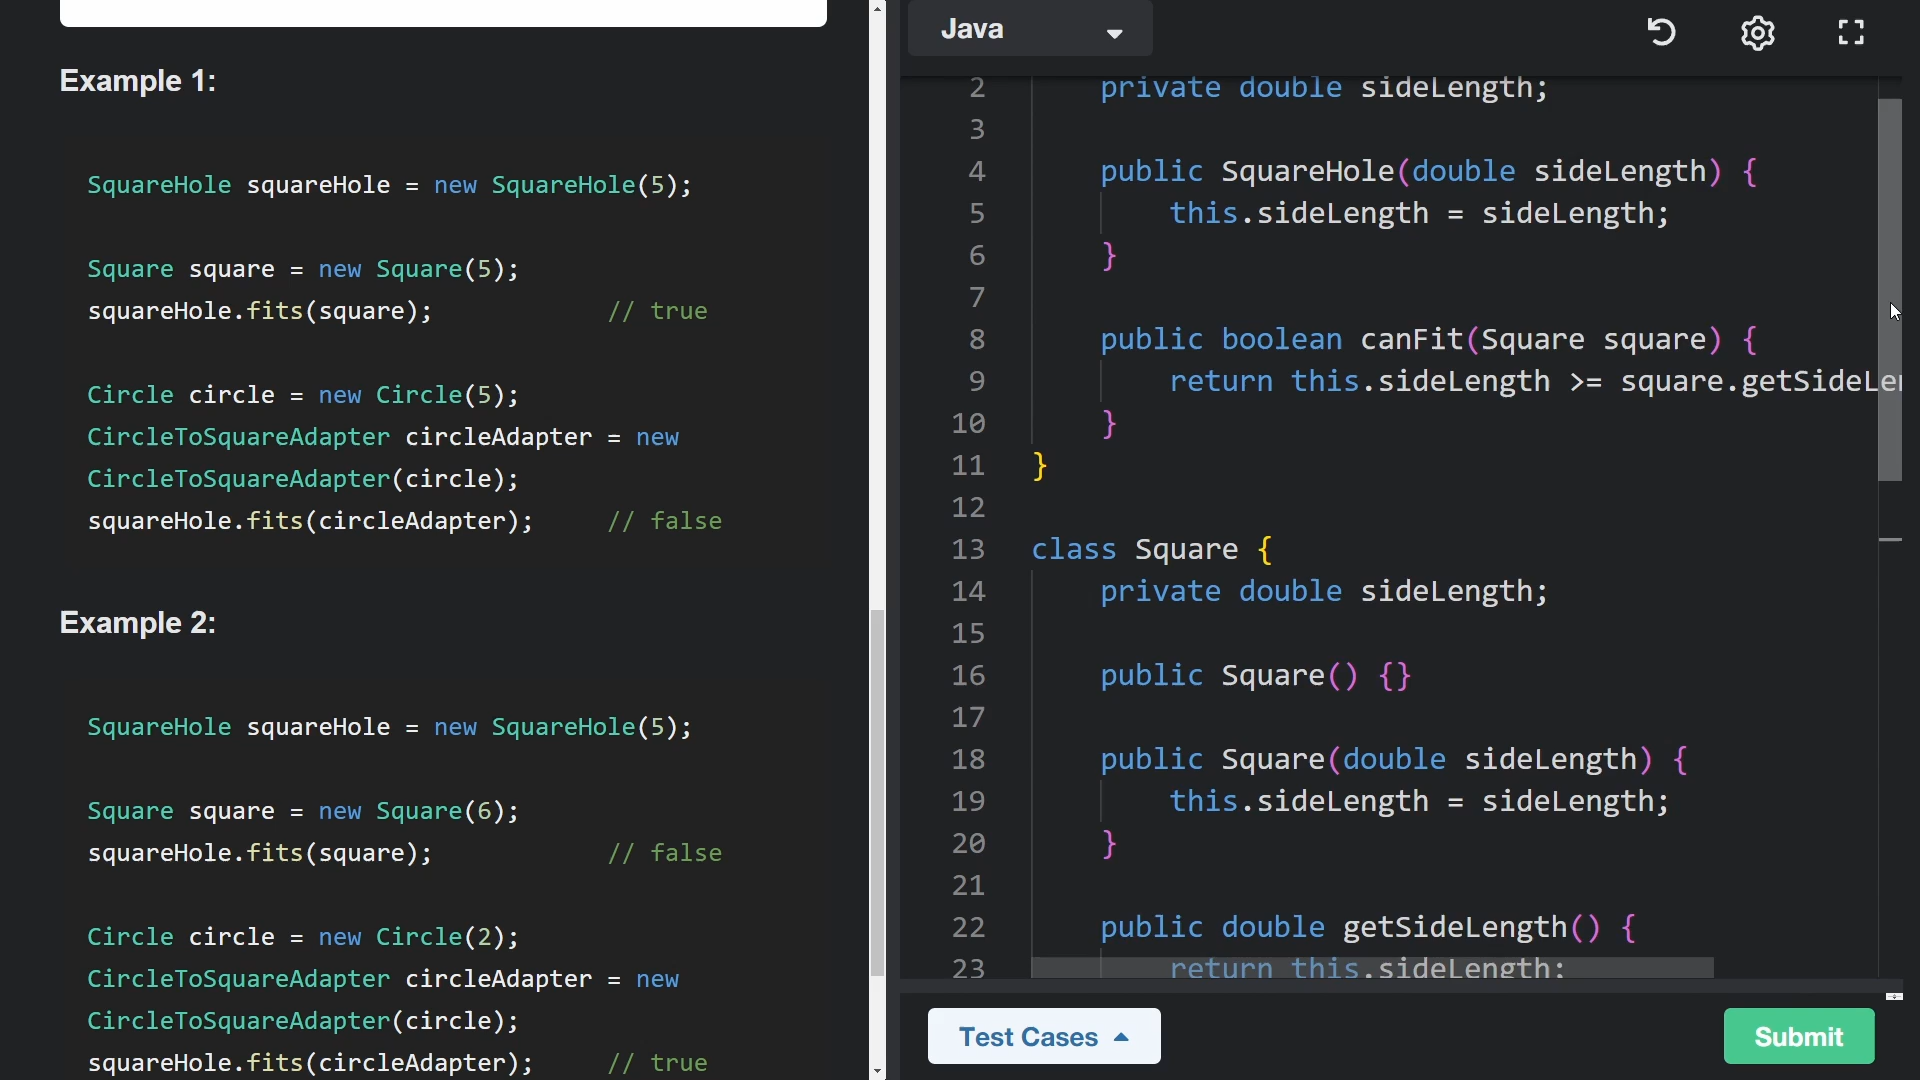 Example 1:
SquareHole squareHole = new SquareHole(5);
Square square = new Square(5);
squareHole.fits(square);            // true
Circle circle = new Circle(5);
CircleToSquareAdapter circleAdapter = new
CircleToSquareAdapter(circle);
squareHole.fits(circleAdapter);     // false
Example 2:
SquareHole squareHole = new SquareHole(5);
Square square = new Square(6);
squareHole.fits(square);            // false
Circle circle = new Circle(2);
CircleToSquareAdapter circleAdapter = new
CircleToSquareAdapter(circle);
squareHole.fits(circleAdapter);     // true
Java
2 private double sideLength;
3
4 public SquareHole(double sideLength) {
5 this.sideLength = sideLength;
6 }
7
8 public boolean canFit(Square square) {
9 return this.sideLength >= square.getSideLe
10 }
11 }
12
13 class Square {
14 private double sideLength;
15
16 public Square() {}
17
18 public Square(double sideLength) {
19 this.sideLength = sideLength;
20 }
21
22 public double getSideLength() {
23 return this.sideLength;
Test Cases
Submit